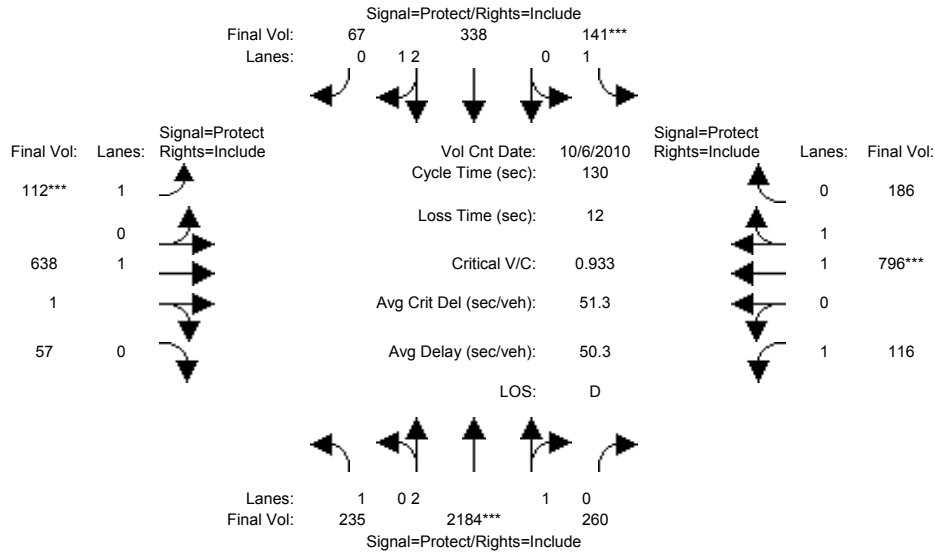 Signal=Protect/Rights=Include
Final Vol: 67 338 141***
Lanes: 0 1 2 0 1
Signal=Protect
Final Vol: Lanes: Rights=Include
112*** 1
0
638 1
1
57 0
Vol Cnt Date: 10/6/2010
Cycle Time (sec): 130
Loss Time (sec): 12
Critical V/C: 0.933
Avg Crit Del (sec/veh): 51.3
Avg Delay (sec/veh): 50.3
LOS: D
Signal=Protect
Rights=Include Lanes: Final Vol:
0 186
1
1 796***
0
1 116
Lanes: 1 0 2 1 0
Final Vol: 235 2184*** 260
Signal=Protect/Rights=Include